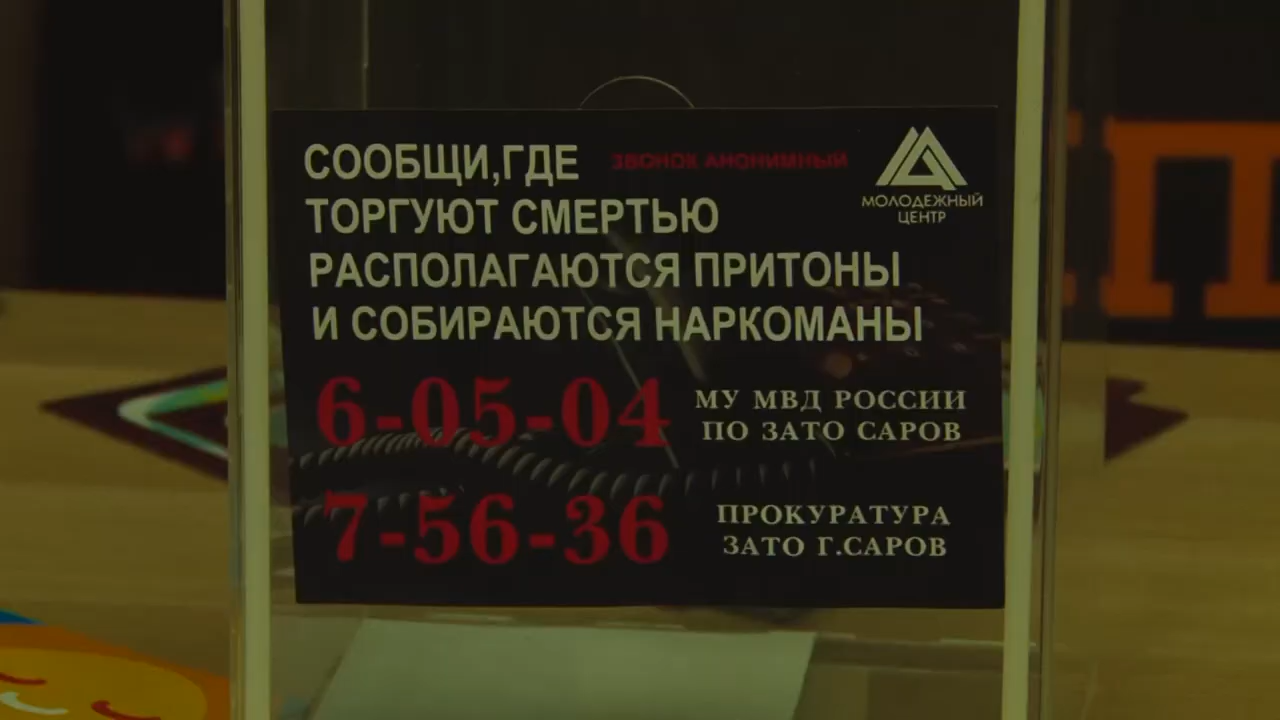 СООБЩИ,ГДЕ
ЗВОНОК АНОНИМНЫЙ
ТОРГУЮТ СМЕРТЬЮ
РАСПОЛАГАЮТСЯ ПРИТОНЫ
И СОБИРАЮТСЯ НАРКОМАНЫ
МОЛОДЕЖНЫЙ
ЦЕНТР
6-05-04
МУ МВД РОССИИ
ПО ЗАТО САРОВ
7-56-36
ПРОКУРАТУРА
ЗАТО Г.САРОВ